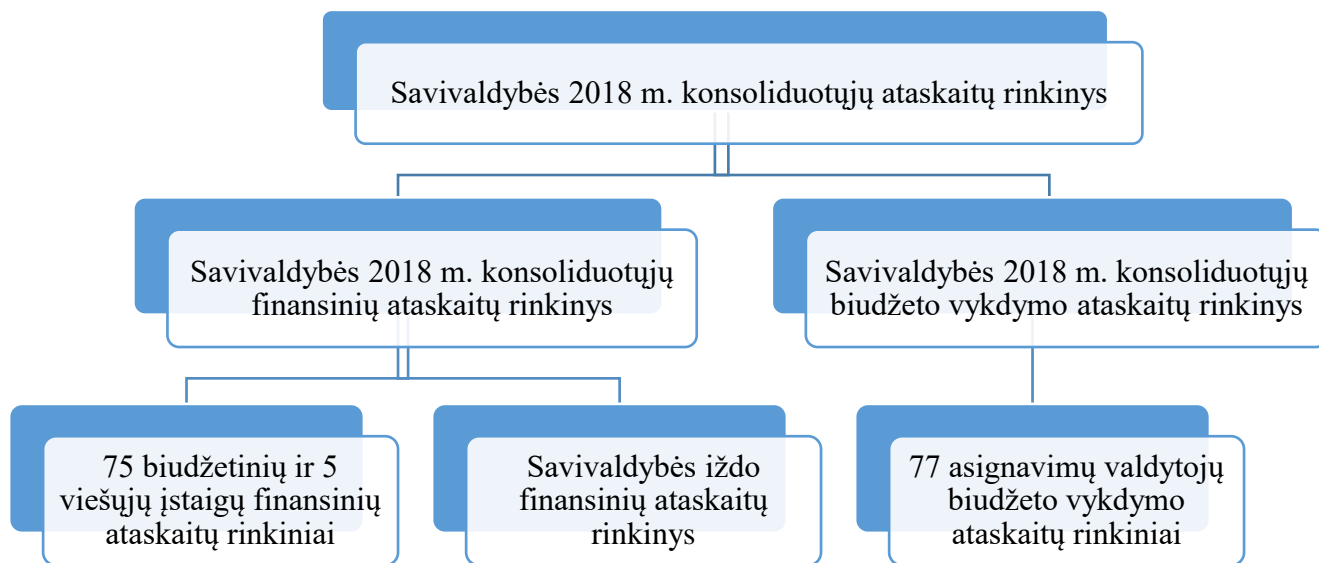 Savivaldybės 2018 m. konsoliduotųjų ataskaitų rinkinys
Savivaldybės 2018 m. konsoliduotųjų
finansinių ataskaitų rinkinys
Savivaldybės 2018 m. konsoliduotųjų
biudžeto vykdymo ataskaitų rinkinys
75 biudžetinių ir 5
viešųjų įstaigų finansinių
ataskaitų rinkiniai
Savivaldybės iždo
finansinių ataskaitų
rinkinys
77 asignavimų valdytojų
biudžeto vykdymo
ataskaitų rinkiniai